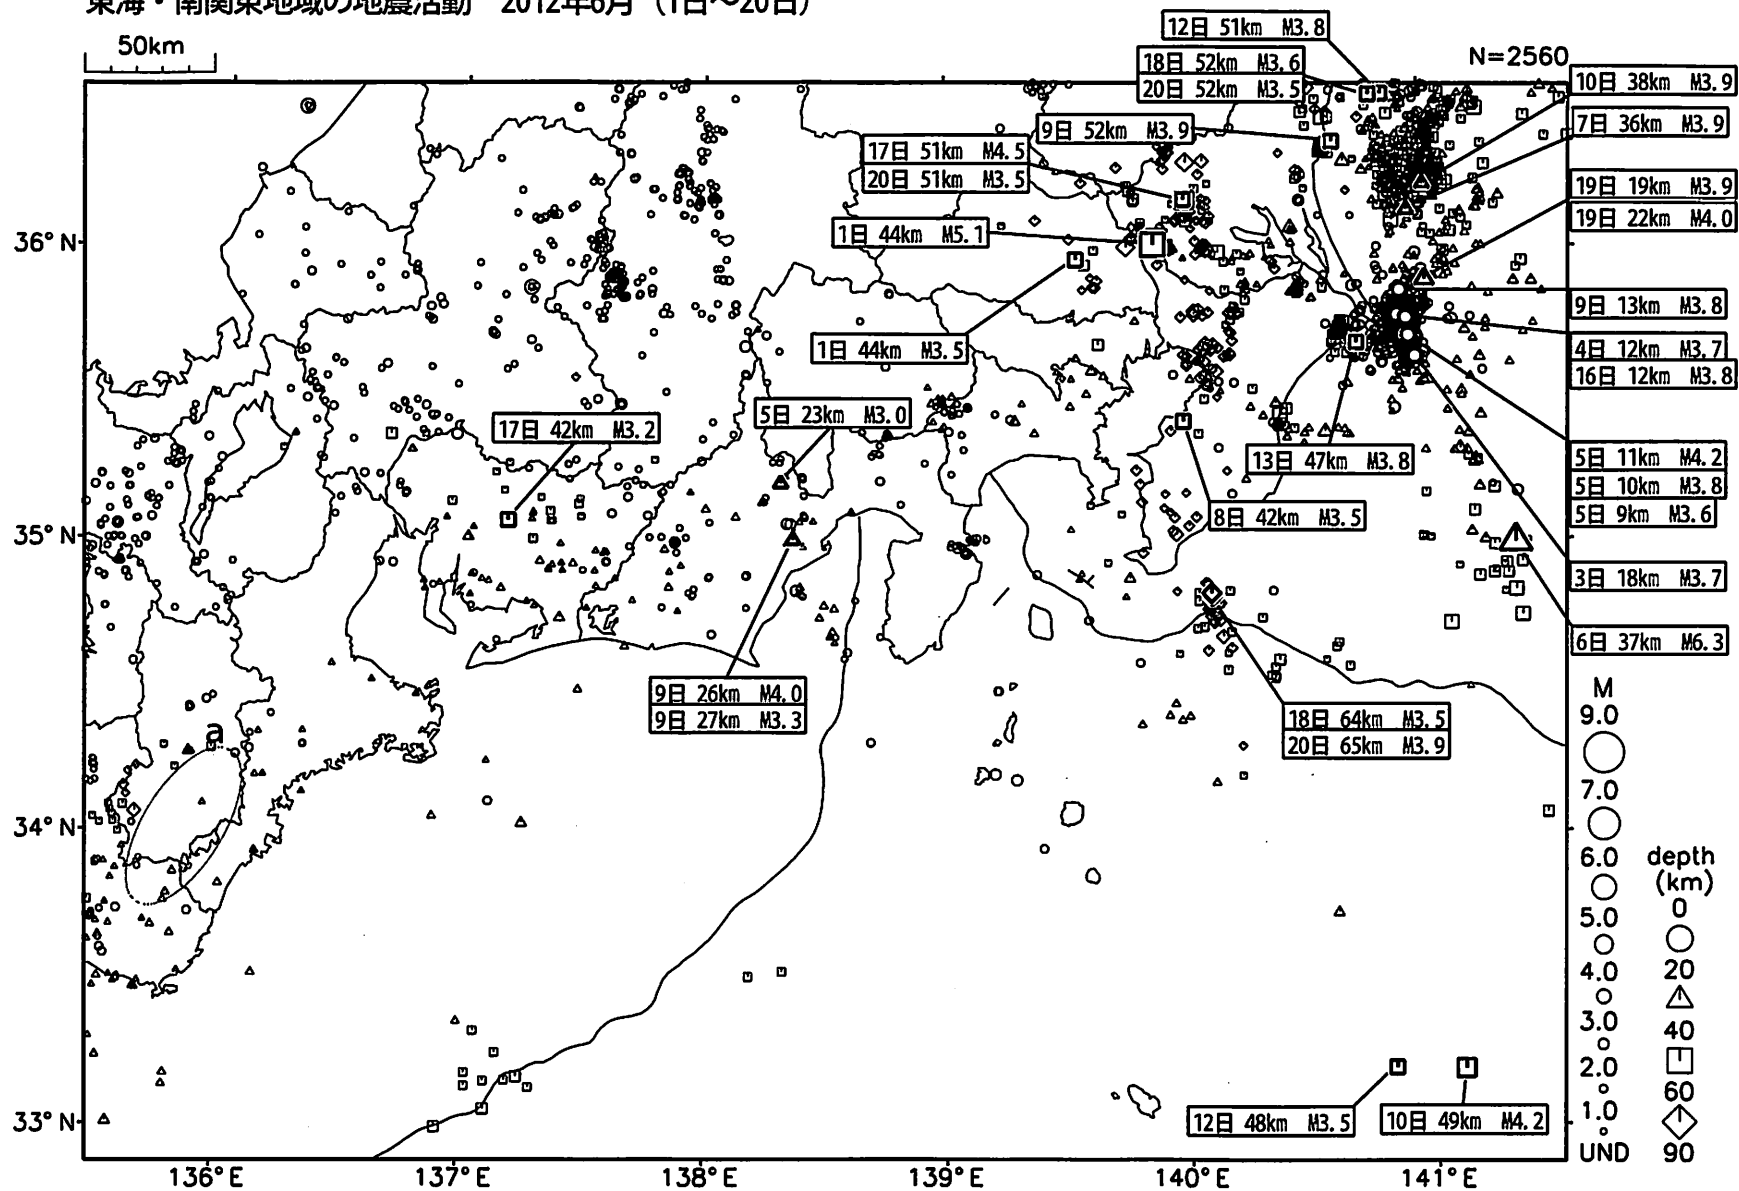 東海・南関東地域の地震活動 2012年6月（1日～20日）
50km
N=2560
12日 51km M3.8
18日 52km M3.6
20日 52km M3.5
9日 52km M3.9
17日 51km M4.5
20日 51km M3.5
1日 44km M5.1
1日 44km M3.5
10日 38km M3.9
7日 36km M3.9
19日 19km M3.9
19日 22km M4.0
9日 13km M3.8
4日 12km M3.7
16日 12km M3.8
5日 11km M4.2
5日 10km M3.8
5日 9km M3.6
3日 18km M3.7
6日 37km M6.3
17日 42km M3.2
5日 23km M3.0
13日 47km M3.8
8日 42km M3.5
9日 26km M4.0
9日 27km M3.3
18日 64km M3.5
20日 65km M3.9
12日 48km M3.5
10日 49km M4.2
a
36°N
35°N
34°N
33°N
136°E
137°E
138°E
139°E
140°E
141°E
M
9.0
7.0
6.0
5.0
4.0
3.0
2.0
1.0
UND
depth
(km)
0
20
40
60
90